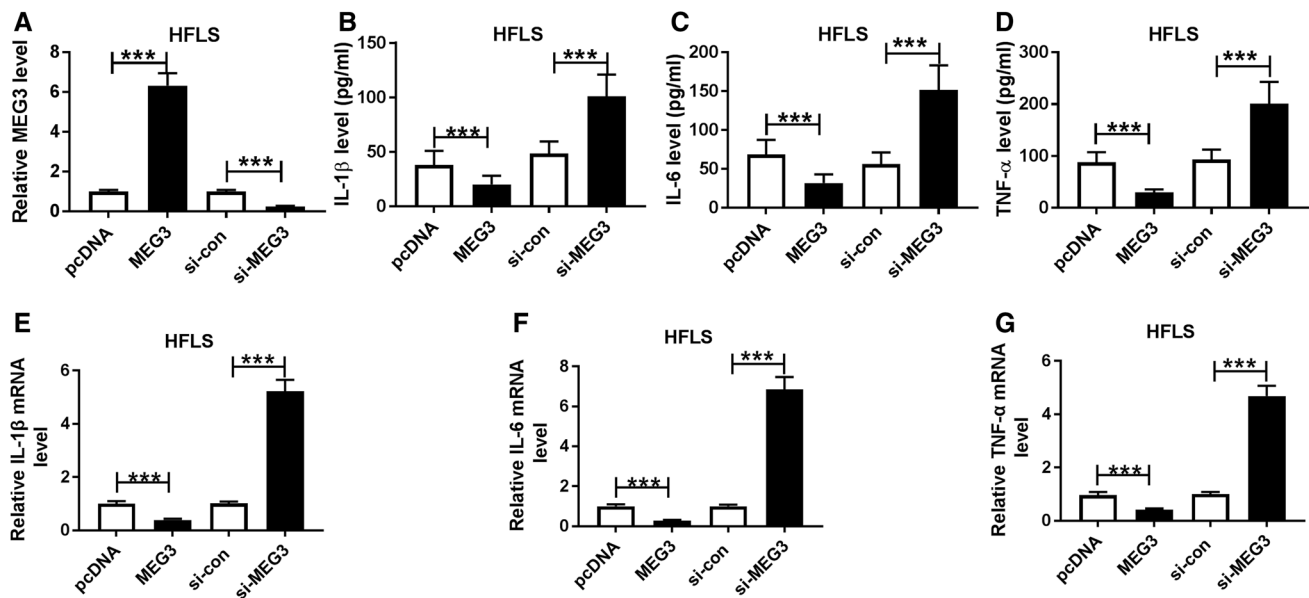 A
HFLS
Relative MEG3 level
8
6
4
2
0
***
***
pcDNA
MEG3
si-con
si-MEG3
B
HFLS
IL-1β level (pg/ml)
150
100
50
0
***
***
pcDNA
MEG3
si-con
si-MEG3
C
HFLS
IL-6 level (pg/ml)
200
150
100
50
0
***
***
pcDNA
MEG3
si-con
si-MEG3
D
HFLS
TNF-α level (pg/ml)
300
200
100
0
***
***
pcDNA
MEG3
si-con
si-MEG3
E
HFLS
Relative IL-1β mRNA
level
6
4
2
0
***
***
pcDNA
MEG3
si-con
si-MEG3
F
HFLS
Relative IL-6 mRNA
level
8
6
4
2
0
***
***
pcDNA
MEG3
si-con
si-MEG3
G
HFLS
Relative TNF-α mRNA
level
6
4
2
0
***
***
pcDNA
MEG3
si-con
si-MEG3